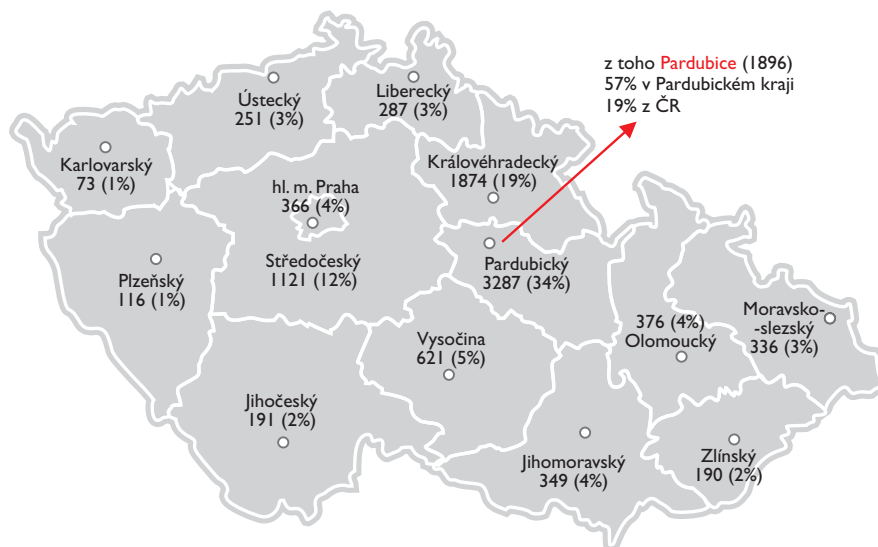 z toho Pardubice (1896)
57% v Pardubickém kraji
19% z ČR
Ústecký
251 (3%)
Liberecký
287 (3%)
Karlovarský
73 (1%)
Královéhradecký
1874 (19%)
hl. m. Praha
366 (4%)
Středočeský
1121 (12%)
Pardubický
3287 (34%)
Plzeňský
116 (1%)
Vysočina
621 (5%)
376 (4%)
Olomoucký
Moravsko-
-slezský
336 (3%)
Jihočeský
191 (2%)
Jihomoravský
349 (4%)
Zlínský
190 (2%)